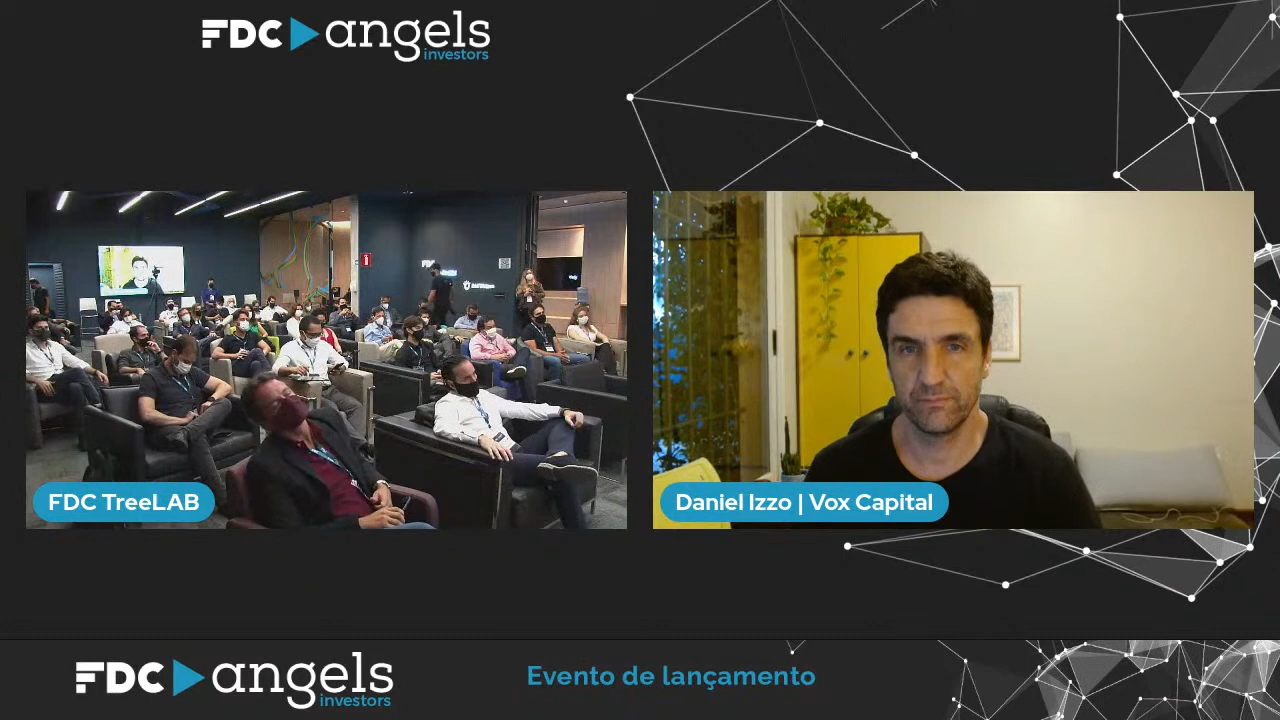 FDC angels
investors
FDC TreeLAB
Daniel Izzo | Vox Capital
FDC angels
investors
Evento de lançamento